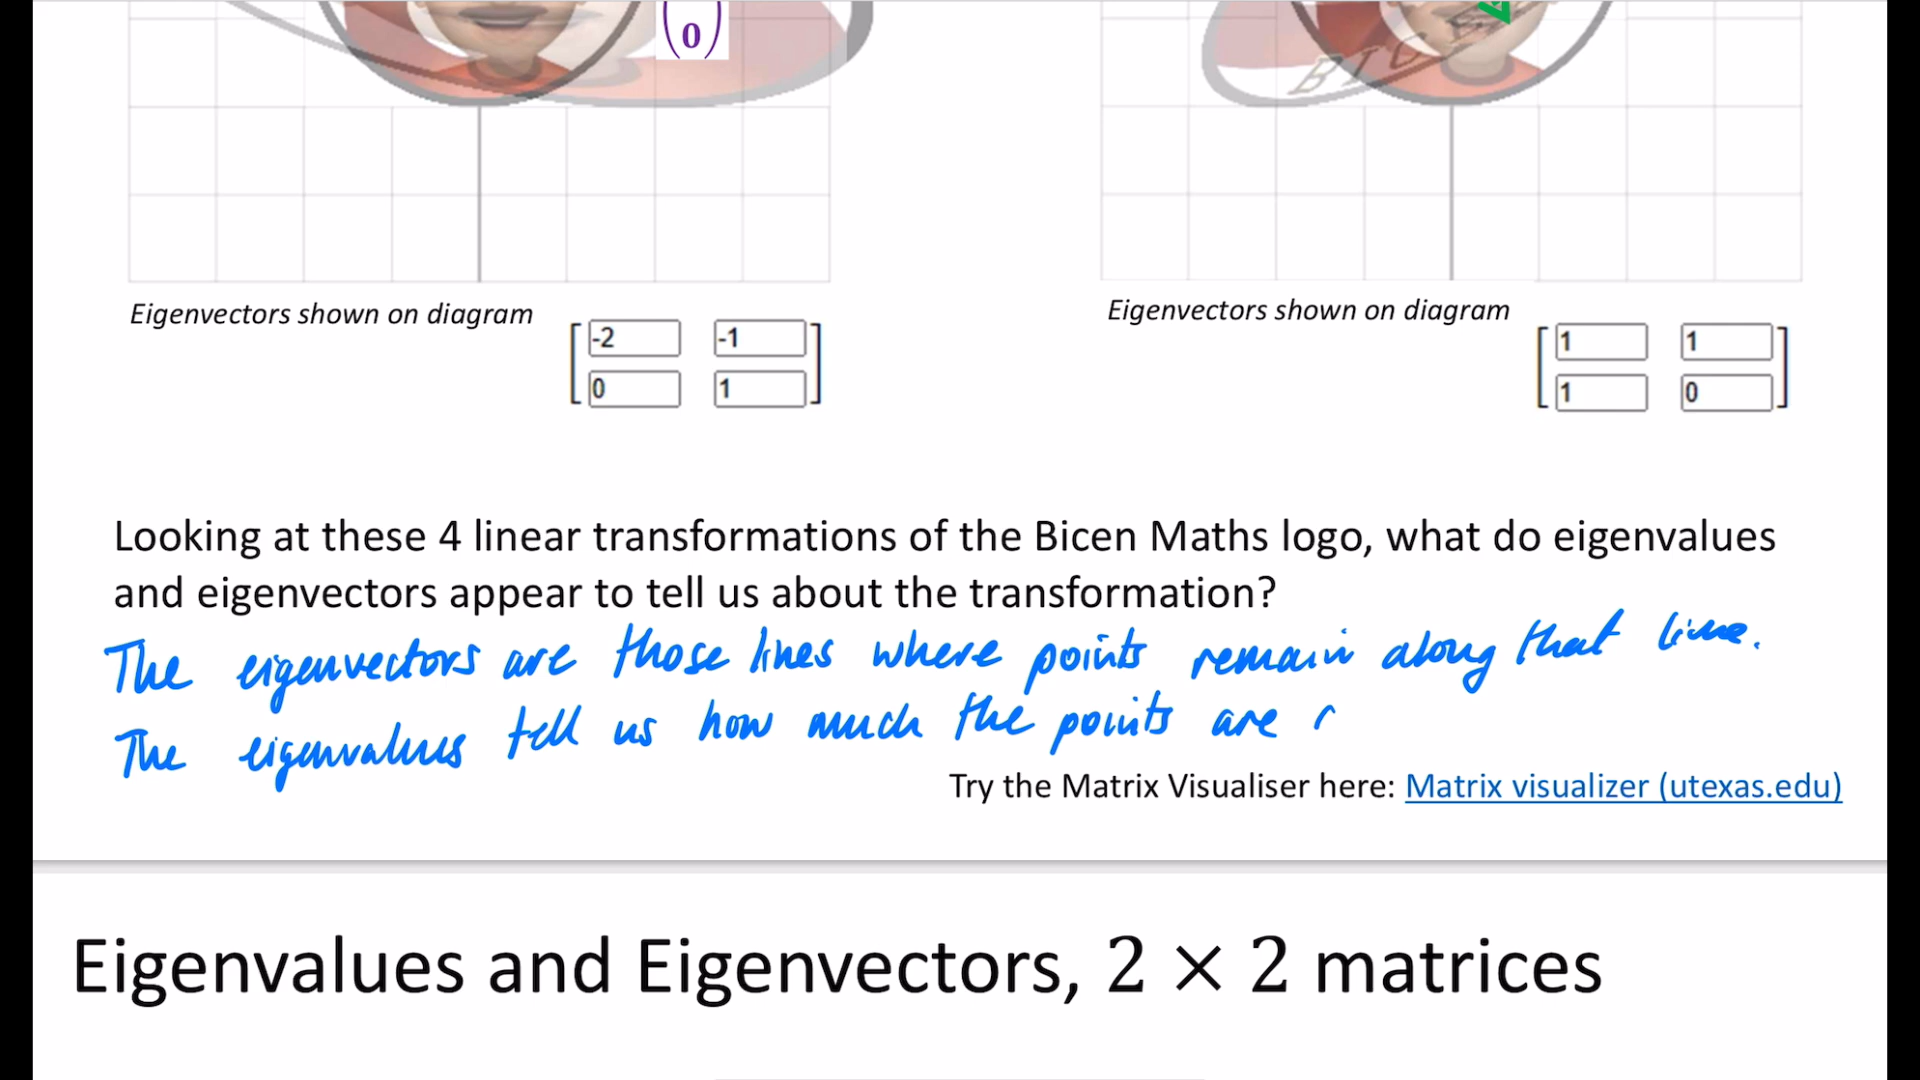 0
BIC
Eigenvectors shown on diagram
-2 -1
0 1
Eigenvectors shown on diagram
1 1
1 0
Looking at these 4 linear transformations of the Bicen Maths logo, what do eigenvalues
and eigenvectors appear to tell us about the transformation?
The eigenvectors are those lines where points remain along that line.
The eigenvalues tell us how much the points are
Try the Matrix Visualiser here: Matrix visualizer (utexas.edu)
Eigenvalues and Eigenvectors, 2 × 2 matrices